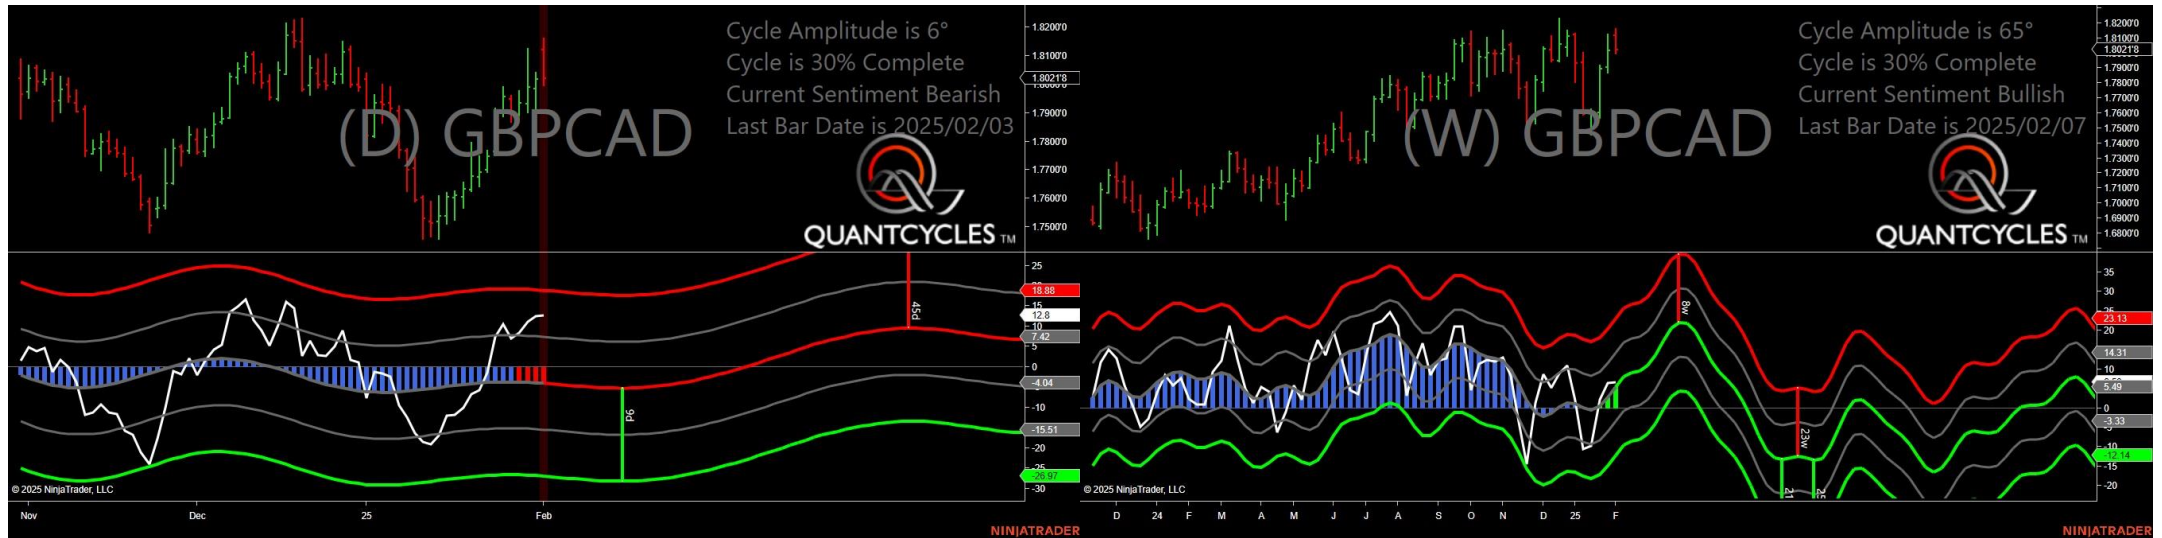 Cycle Amplitude is 6°
Cycle is 30% Complete
Current Sentiment Bearish
Last Bar Date is 2025/02/03
(D) GBPCAD
QUANTCYCLES TM
1.8200'0
1.8100'0
1.8021'8
1.7900'0
1.7800'0
1.7700'0
1.7600'0
1.7500'0
25
18.88
15
12.8
10
7.42
5
0
-4.04
-10
-15.51
-20
-25
-26.97
-30
45d
9d
© 2025 NinjaTrader, LLC
Nov
Dec
25
Feb
NINJATRADER
Cycle Amplitude is 65°
Cycle is 30% Complete
Current Sentiment Bullish
Last Bar Date is 2025/02/07
(W) GBPCAD
QUANTCYCLES TM
1.8200'0
1.8100'0
1.8021'8
1.7900'0
1.7800'0
1.7700'0
1.7600'0
1.7500'0
1.7400'0
1.7300'0
1.7200'0
1.7100'0
1.7000'0
1.6900'0
1.6800'0
35
30
25
23.13
20
14.31
10
5.49
0
-3.33
-10
-12.14
-15
-20
8w
23w
© 2025 NinjaTrader, LLC
D
24
F
M
A
M
J
J
A
S
O
N
D
25
F
NINJATRADER